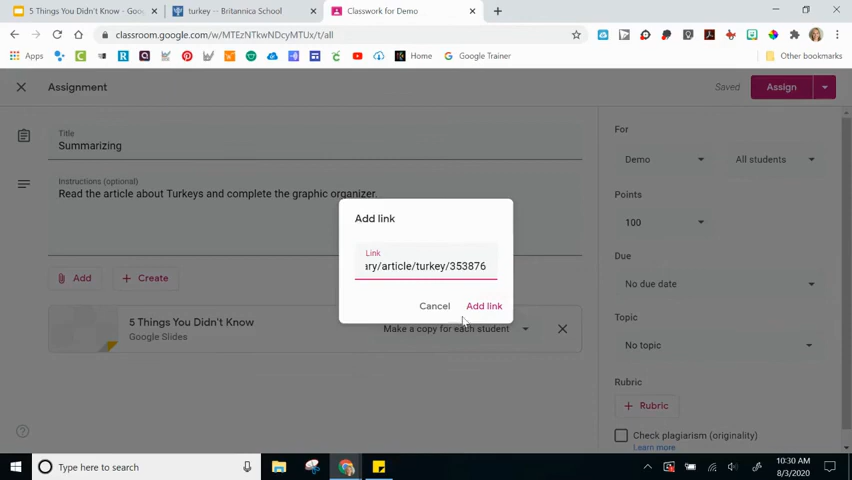 5 Things You Didn't Know - Goog
turkey -- Britannica School
Classwork for Demo
classroom.google.com/w/MTEzNTkwNDcyMTUx/t/all
Apps
Home
Google Trainer
Other bookmarks
Assignment
Saved
Assign
Title
Summarizing
For
Demo
All students
Instructions (optional)
Read the article about Turkeys and complete the graphic organizer.
Points
100
Add link
Link
ary/article/turkey/353876
Cancel
Add link
Add
Create
Due
No due date
5 Things You Didn't Know
Google Slides
Make a copy for each student
Topic
No topic
Rubric
Rubric
Check plagiarism (originality)
Learn more
Type here to search
10:30 AM
8/3/2020